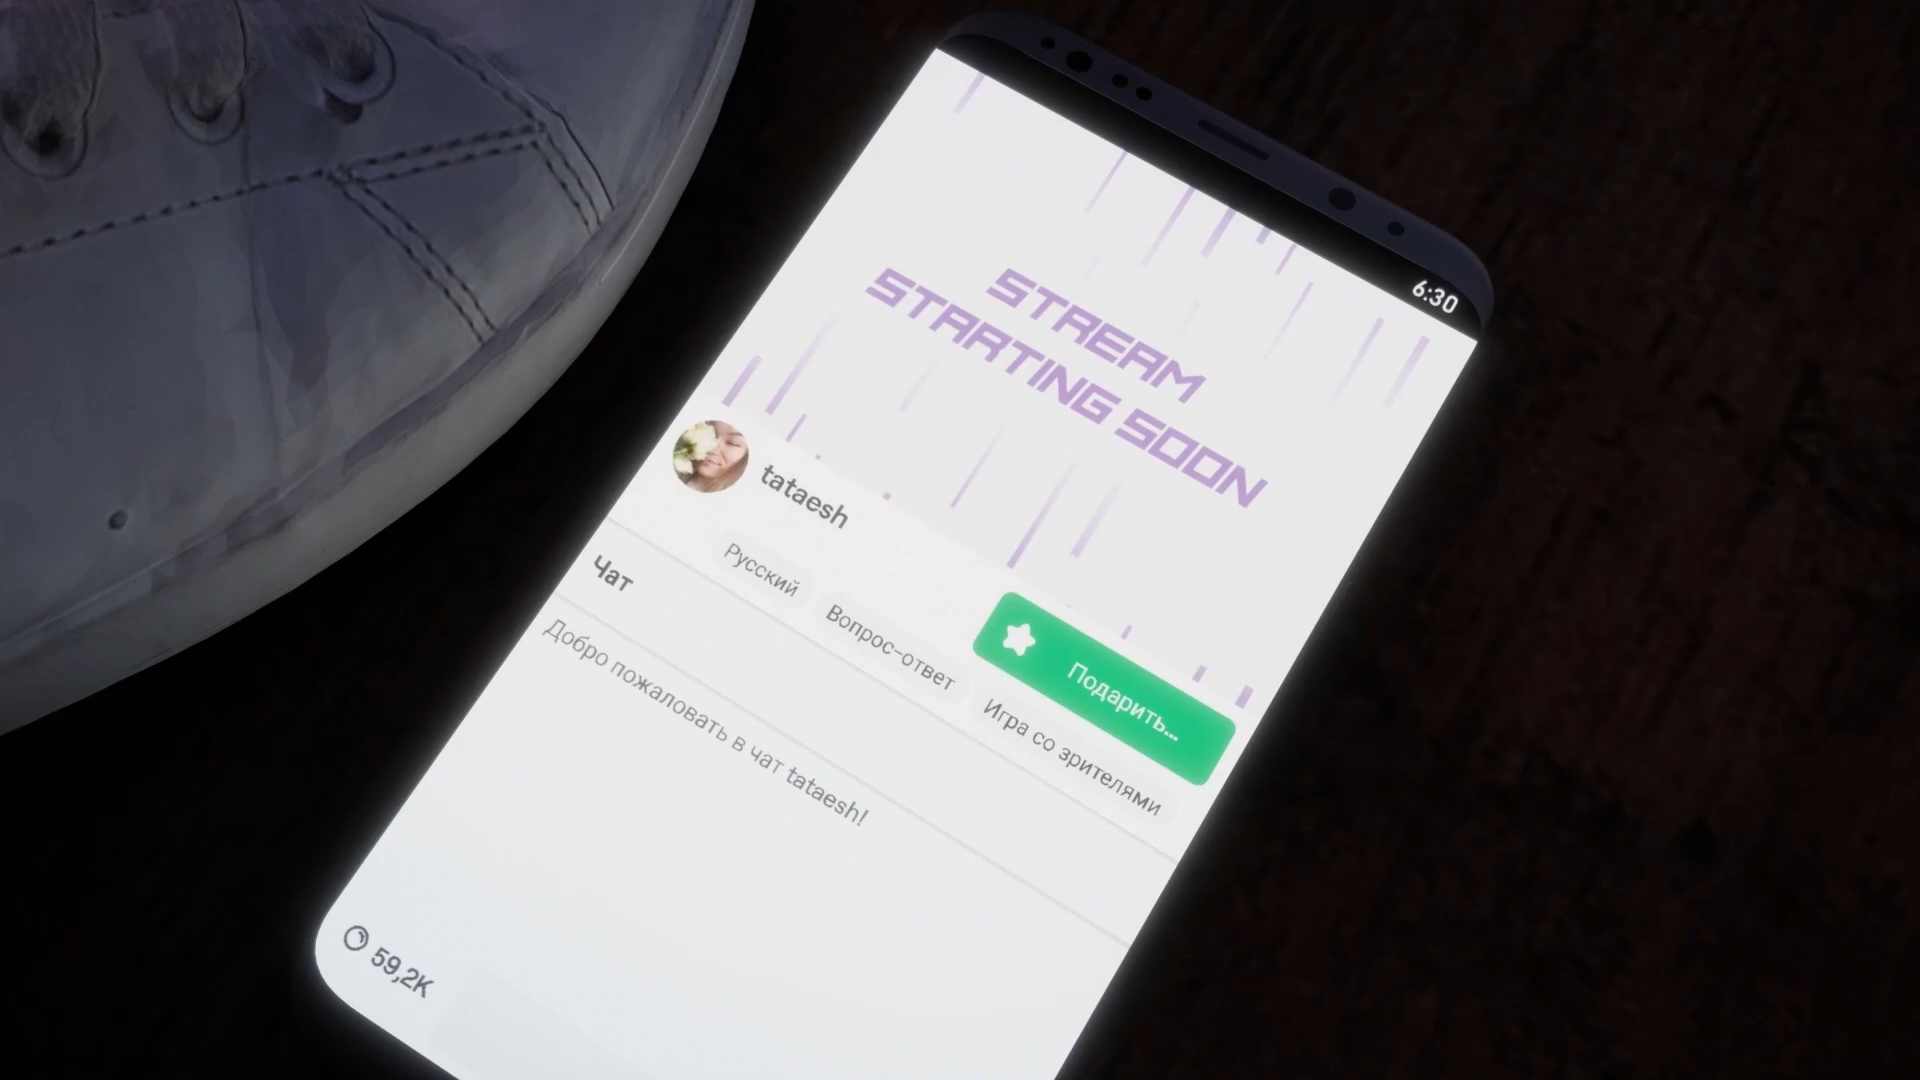 6:30
STREAM
STARTING SOON
tataesh
Русский
Вопрос-ответ
Игра со зрителями
Подарить...
Чат
Добро пожаловать в чат tataesh!
59,2K